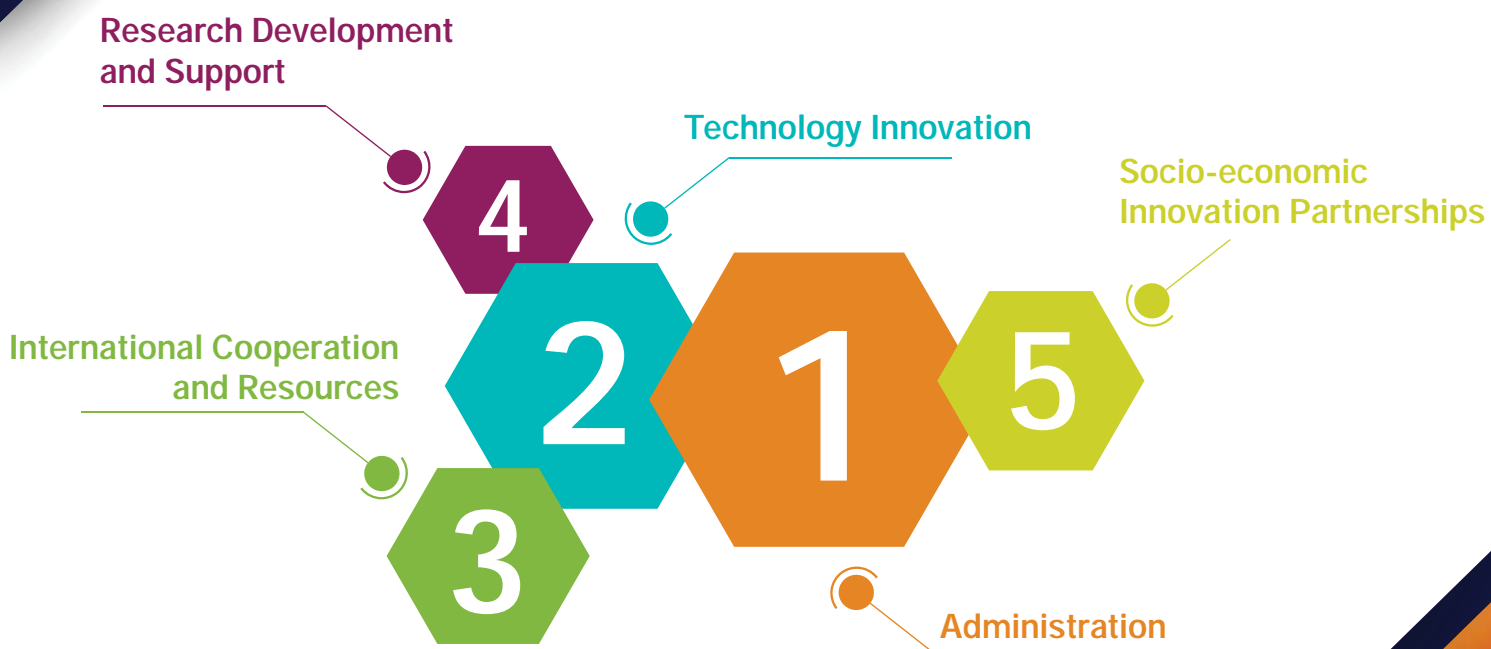 Research Development
and Support
Technology Innovation
Socio-economic
Innovation Partnerships
4
2
1
5
International Cooperation
and Resources
3
Administration